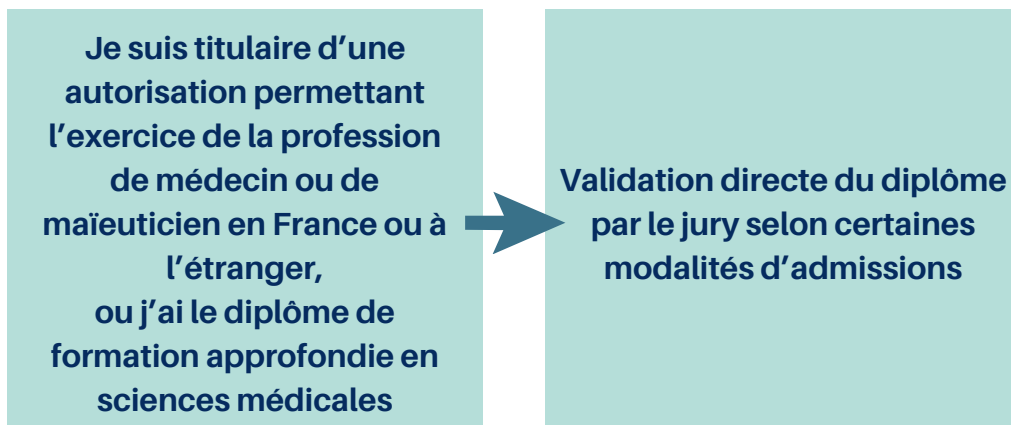 Je suis titulaire d’une
autorisation permettant
l’exercice de la profession
de médecin ou de
maïeuticien en France ou à
l’étranger,
ou j’ai le diplôme de
formation approfondie en
sciences médicales
Validation directe du diplôme
par le jury selon certaines
modalités d’admissions